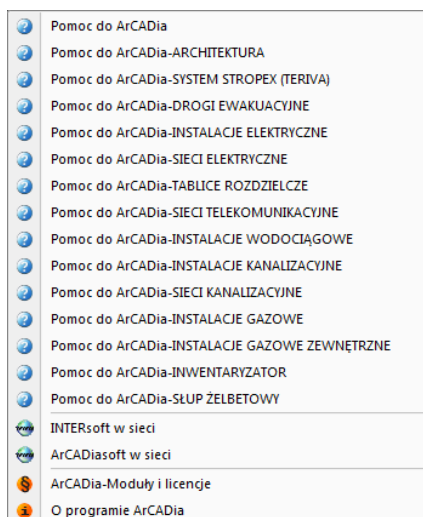 Pomoc do ArCADia
Pomoc do ArCADia-ARCHITEKTURA
Pomoc do ArCADia-SYSTEM STROPEX (TERIVA)
Pomoc do ArCADia-DROGI EWAKUACYJNE
Pomoc do ArCADia-INSTALACJE ELEKTRYCZNE
Pomoc do ArCADia-SIECI ELEKTRYCZNE
Pomoc do ArCADia-TABLICE ROZDZIELCZE
Pomoc do ArCADia-SIECI TELEKOMUNIKACYJNE
Pomoc do ArCADia-INSTALACJE WODOCIĄGOWE
Pomoc do ArCADia-INSTALACJE KANALIZACYJNE
Pomoc do ArCADia-SIECI KANALIZACYJNE
Pomoc do ArCADia-INSTALACJE GAZOWE
Pomoc do ArCADia-INSTALACJE GAZOWE ZEWNĘTRZNE
Pomoc do ArCADia-INWENTARYZATOR
Pomoc do ArCADia-SŁUP ŻELBETOWY
INTERsoft w sieci
ArCADiasoft w sieci
ArCADia-Moduły i licencje
O programie ArCADia